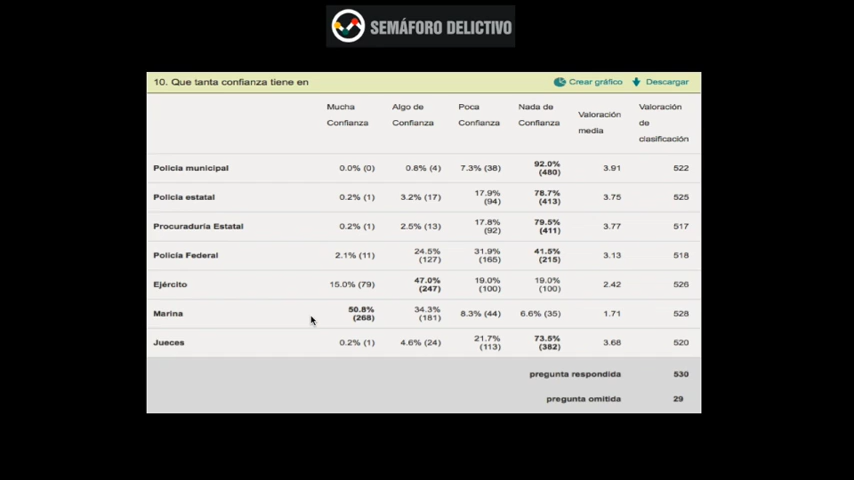 SEMÁFORO DELICTIVO
10. Que tanta confianza tiene en
Crear gráfico
Descargar
Mucha Confianza
Algo de Confianza
Poca Confianza
Nada de Confianza
Valoración media
Valoración de clasificación
Policia municipal 0.0% (0) 0.8% (4) 7.3% (38) 92.0% (480) 3.91 522
Policia estatal 0.2% (1) 3.2% (17) 17.9% (94) 78.7% (413) 3.75 525
Procuraduría Estatal 0.2% (1) 2.5% (13) 17.8% (92) 79.5% (411) 3.77 517
Policía Federal 2.1% (11) 24.5% (127) 31.9% (165) 41.5% (215) 3.13 518
Ejército 15.0% (79) 47.0% (247) 19.0% (100) 19.0% (100) 2.42 526
Marina 50.8% (268) 34.3% (181) 8.3% (44) 6.6% (35) 1.71 528
Jueces 0.2% (1) 4.6% (24) 21.7% (113) 73.5% (382) 3.68 520
pregunta respondida 530
pregunta omitida 29